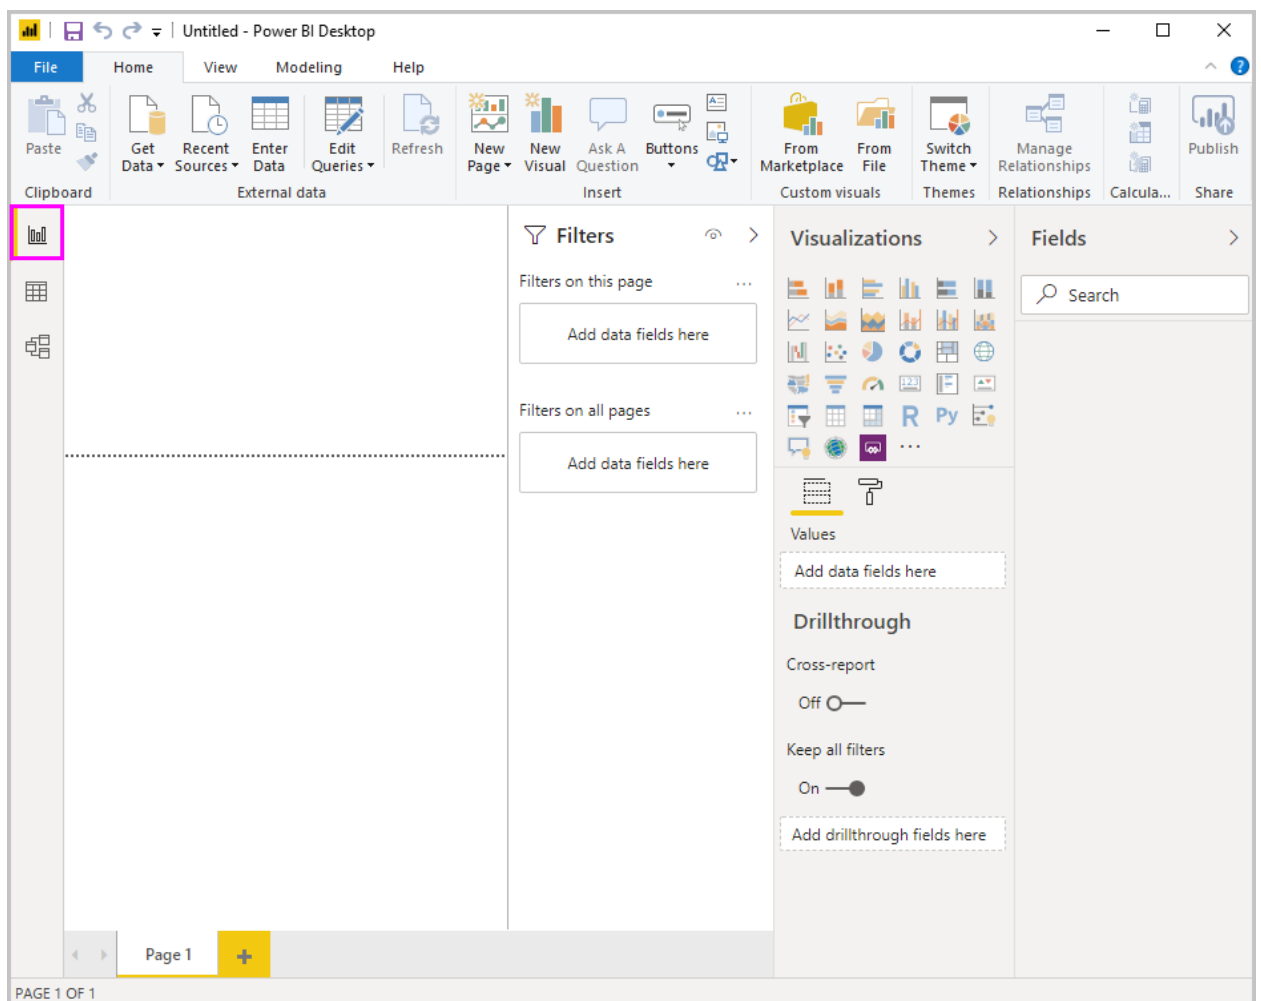 Untitled - Power BI Desktop
File Home View Modeling Help
Paste
Get Data
Recent Sources
Enter Data
Edit Queries
Refresh
New Page
New Visual
Ask A Question
Buttons
From Marketplace
From File
Switch Theme
Manage Relationships
Publish
Clipboard External data Insert Custom visuals Themes Relationships Calcula... Share
Filters
Filters on this page ...
Add data fields here
Filters on all pages ...
Add data fields here
Visualizations
123
R Py
...
Values
Add data fields here
Drillthrough
Cross-report
Off
Keep all filters
On
Add drillthrough fields here
Fields
Search
Page 1 +
PAGE 1 OF 1